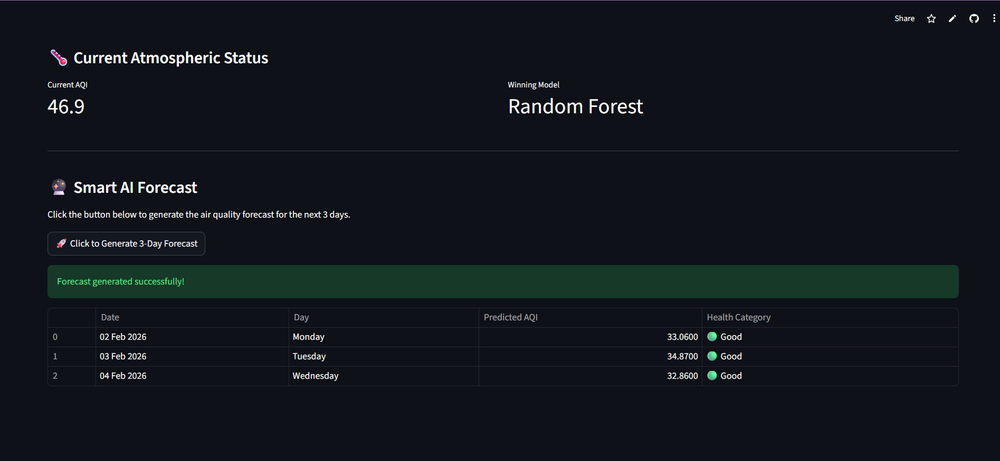 Share
Current Atmospheric Status
Current AQI Winning Model
46.9 Random Forest
Smart AI Forecast
Click the button below to generate the air quality forecast for the next 3 days.
Click to Generate 3-Day Forecast
Forecast generated successfully!
Date Day Predicted AQI Health Category
0 02 Feb 2026 Monday 33.0600 Good
1 03 Feb 2026 Tuesday 34.8700 Good
2 04 Feb 2026 Wednesday 32.8600 Good